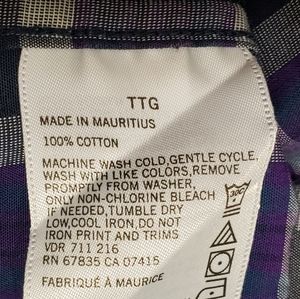 TTG
MADE IN MAURITIUS
100% COTTON
MACHINE WASH COLD,GENTLE CYCLE,
WASH WITH LIKE COLORS,REMOVE
PROMPTLY FROM WASHER,
ONLY NON-CHLORINE BLEACH
IF NEEDED,TUMBLE DRY
LOW,COOL IRON,DO NOT
IRON PRINT AND TRIMS
VDR 711 216
RN 67835 CA 07415
FABRIQUÉ À MAURICE
30C